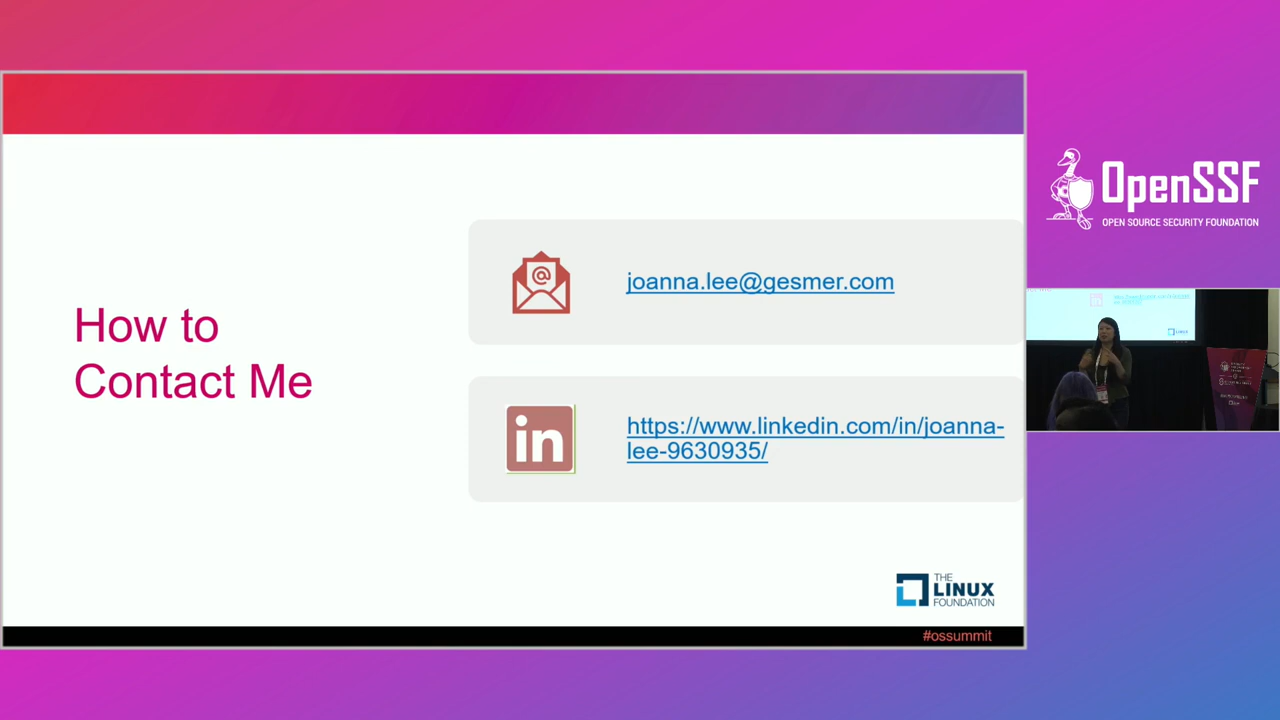 How to
Contact Me
joanna.lee@gesmer.com
https://www.linkedin.com/in/joanna-
lee-9630935/
in
THE
LINUX
FOUNDATION
#ossummit
OpenSSF
OPEN SOURCE SECURITY FOUNDATION